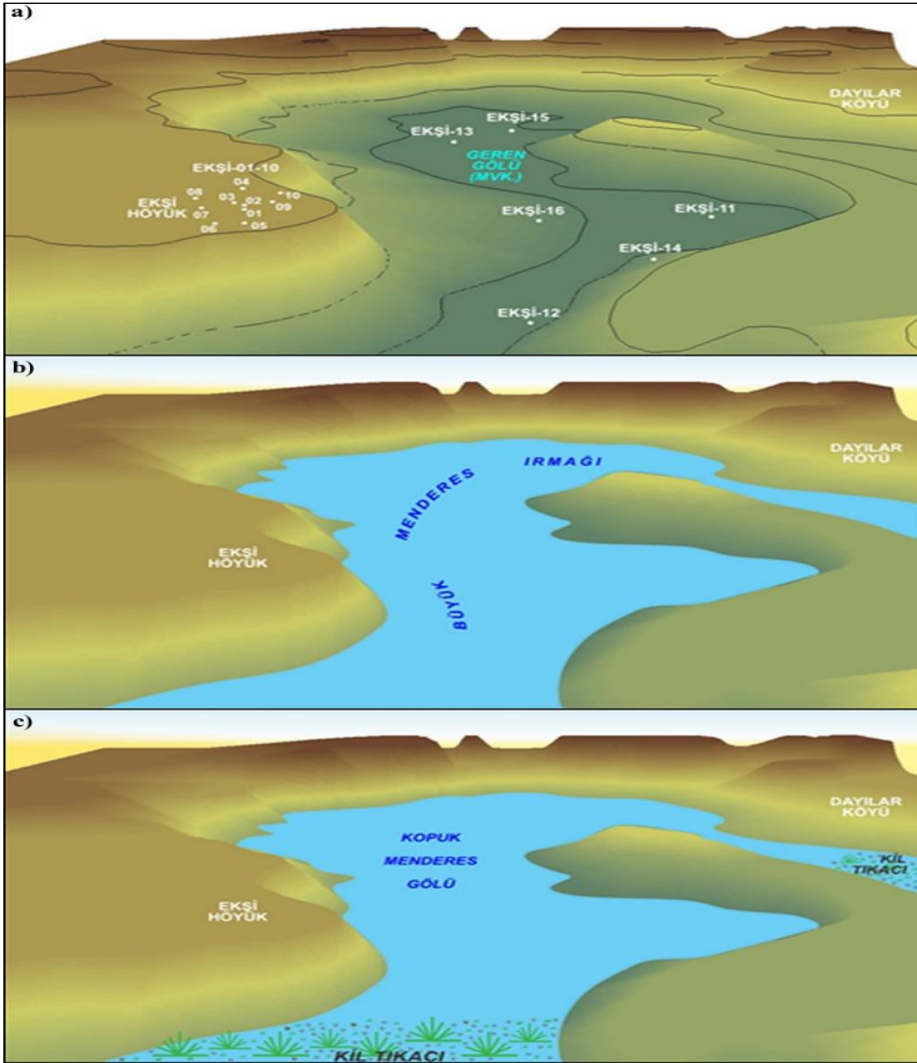 a)
DAYILAR
KÖYÜ
EKŞİ-15
EKŞİ-13
GEREN
GÖLÜ
(MVK.)
EKŞİ-01-10
04
08
03
02
10
09
EKŞİ
HÖYÜK
07
01
06
05
EKŞİ-16
EKŞİ-11
EKŞİ-14
EKŞİ-12
b)
IRMAĞI
MENDERES
BÜYÜK
DAYILAR
KÖYÜ
EKŞİ
HÖYÜK
c)
DAYILAR
KÖYÜ
KOPUK
MENDERES
GÖLÜ
KİL
TIKACI
EKŞİ
HÖYÜK
KİL TIKACI